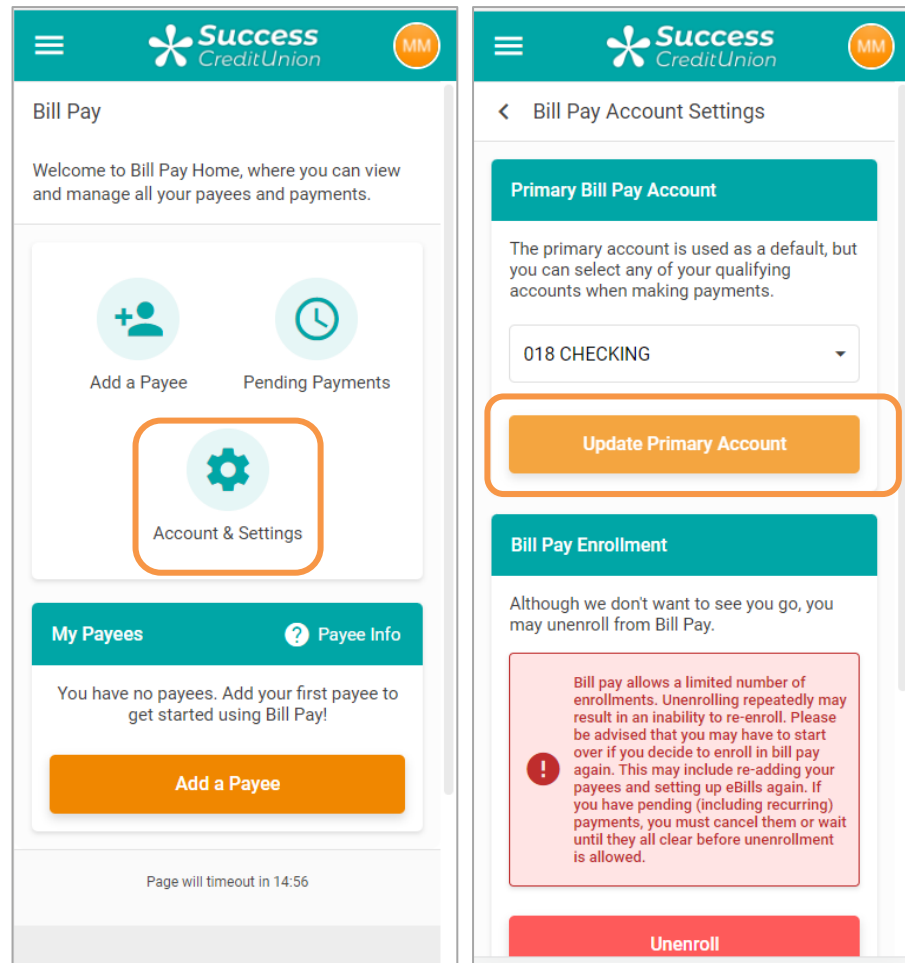 Success
CreditUnion
MM
Bill Pay
Welcome to Bill Pay Home, where you can view
and manage all your payees and payments.
Add a Payee
Pending Payments
Account & Settings
My Payees
? Payee Info
You have no payees. Add your first payee to
get started using Bill Pay!
Add a Payee
Page will timeout in 14:56
Success
CreditUnion
MM
Bill Pay Account Settings
Primary Bill Pay Account
The primary account is used as a default, but
you can select any of your qualifying
accounts when making payments.
018 CHECKING
Update Primary Account
Bill Pay Enrollment
Although we don't want to see you go, you
may unenroll from Bill Pay.
Bill pay allows a limited number of
enrollments. Unenrolling repeatedly may
result in an inability to re-enroll. Please
be advised that you may have to start
over if you decide to enroll in bill pay
again. This may include re-adding your
payees and setting up eBills again. If
you have pending (including recurring)
payments, you must cancel them or wait
until they all clear before unenrollment
is allowed.
Unenroll